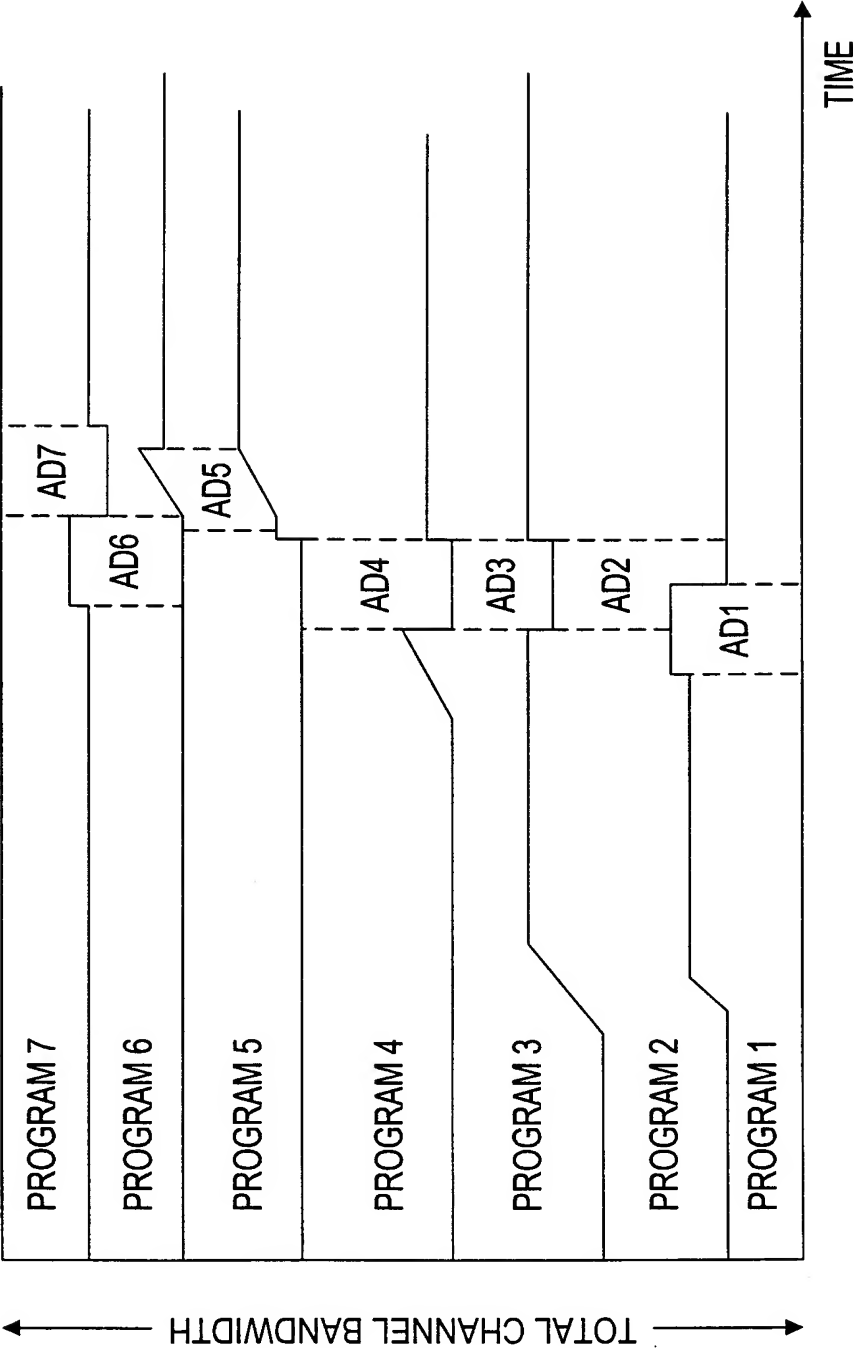 TOTAL CHANNEL BANDWIDTH
PROGRAM 7
PROGRAM 6
PROGRAM 5
PROGRAM 4
PROGRAM 3
PROGRAM 2
PROGRAM 1
AD7
AD6
AD5
AD4
AD3
AD2
AD1
TIME